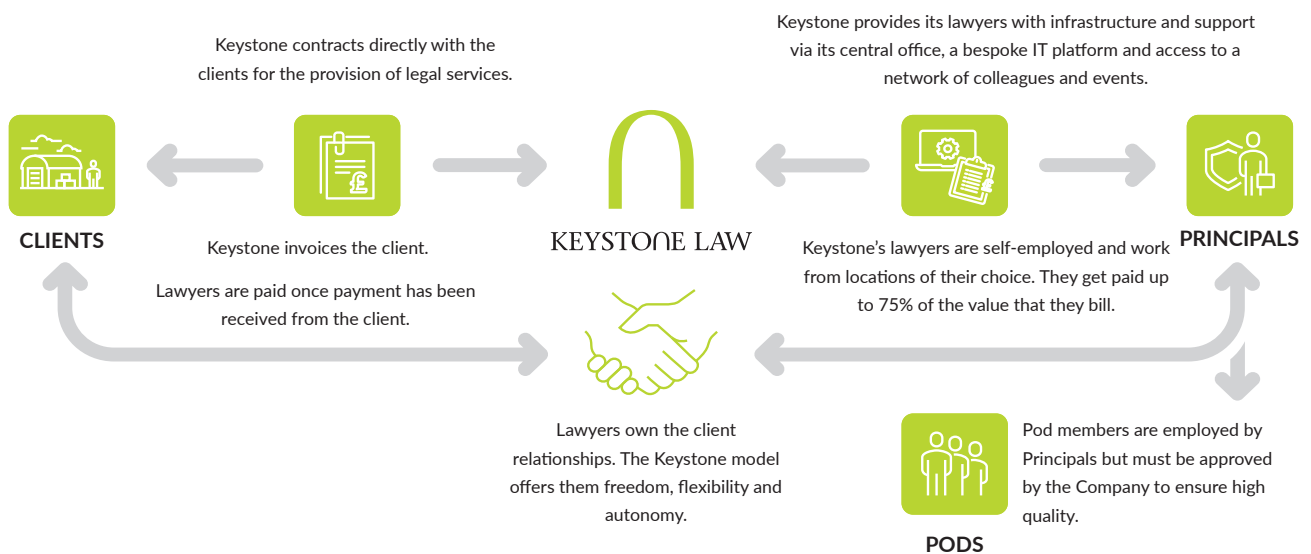 Keystone contracts directly with the
clients for the provision of legal services.
Keystone provides its lawyers with infrastructure and support
via its central office, a bespoke IT platform and access to a
network of colleagues and events.
£
£
CLIENTS
KEYSTONE LAW
PRINCIPALS
Keystone invoices the client.
Lawyers are paid once payment has been
received from the client.
Keystone’s lawyers are self-employed and work
from locations of their choice. They get paid up
to 75% of the value that they bill.
Lawyers own the client
relationships. The Keystone model
offers them freedom, flexibility and
autonomy.
Pod members are employed by
Principals but must be approved
by the Company to ensure high
quality.
PODS